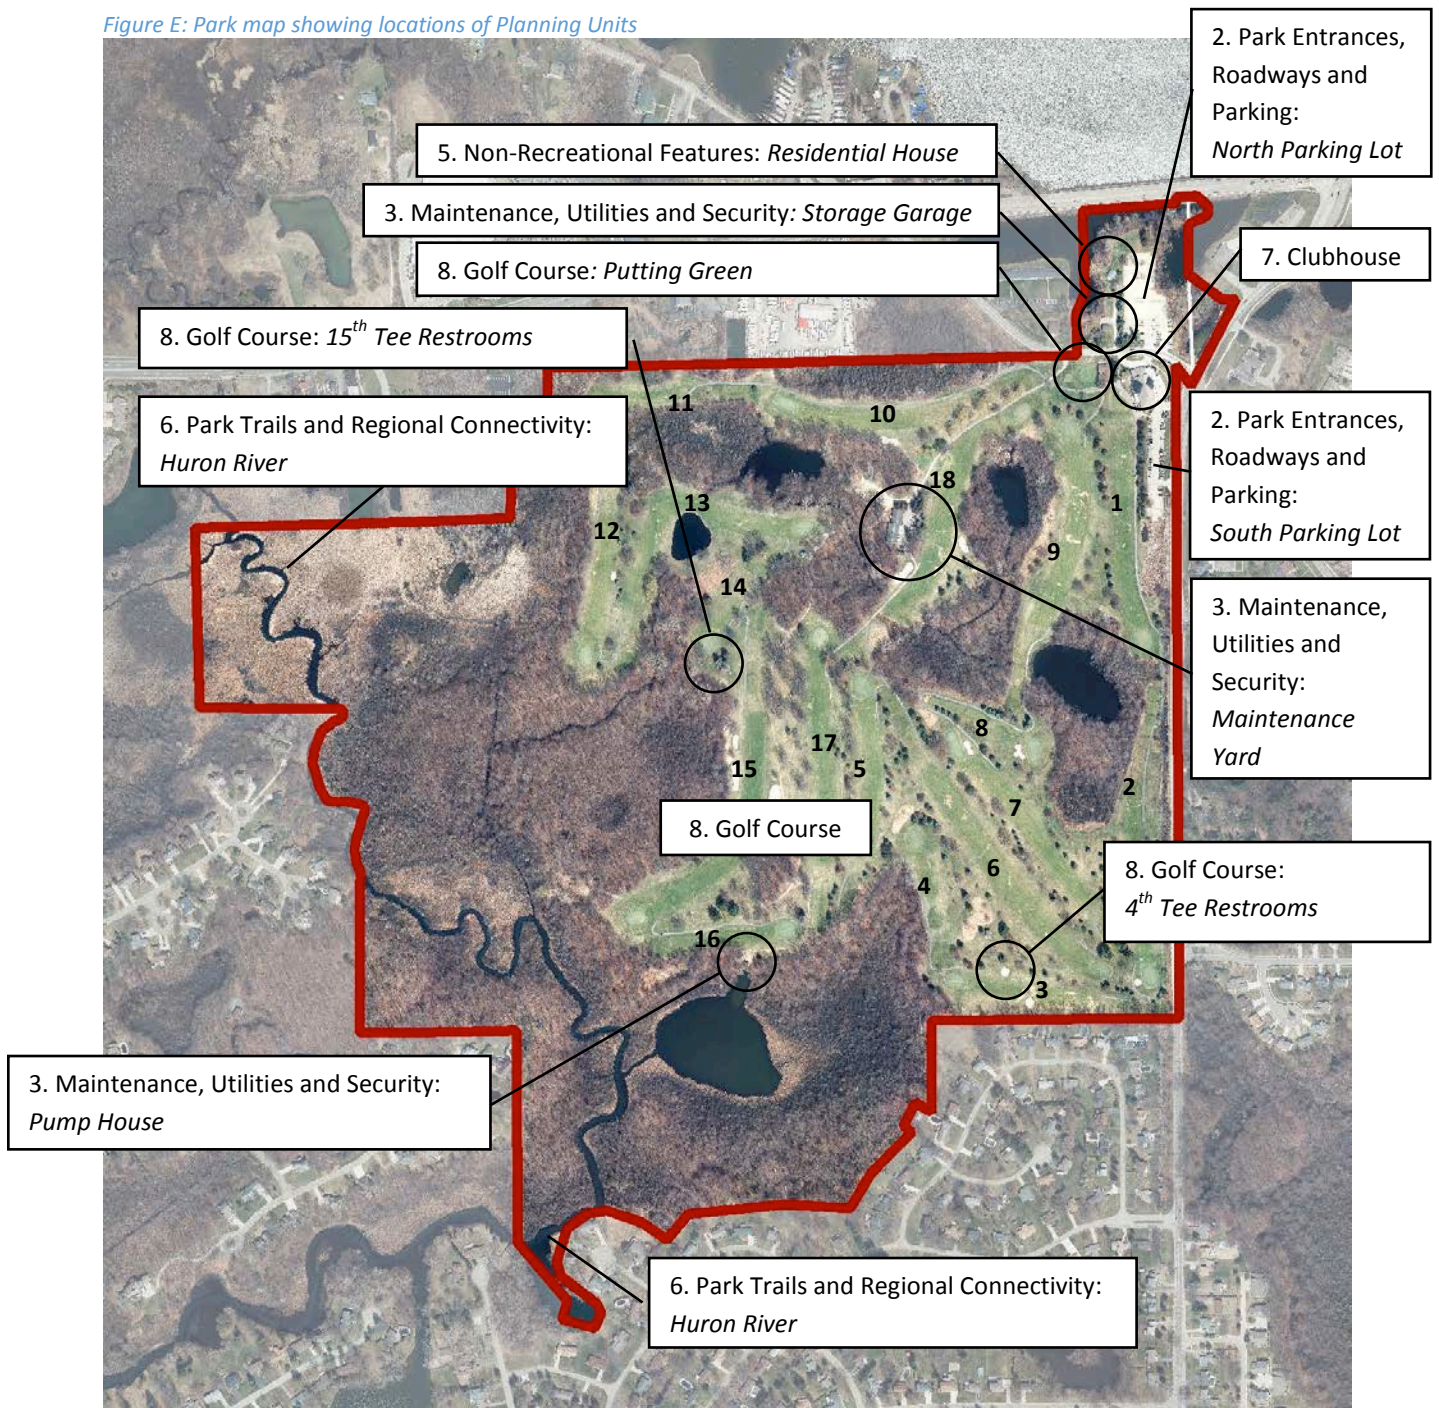 Figure E: Park map showing locations of Planning Units
2. Park Entrances,
Roadways and
Parking:
North Parking Lot
5. Non-Recreational Features: Residential House
3. Maintenance, Utilities and Security: Storage Garage
8. Golf Course: Putting Green
7. Clubhouse
8. Golf Course: 15th Tee Restrooms
6. Park Trails and Regional Connectivity:
Huron River
2. Park Entrances,
Roadways and
Parking:
South Parking Lot
11
10
18
1
13
12
9
14
3. Maintenance,
Utilities and
Security:
Maintenance
Yard
8
17
5
15
2
7
8. Golf Course
6
4
8. Golf Course:
4th Tee Restrooms
16
3
3. Maintenance, Utilities and Security:
Pump House
6. Park Trails and Regional Connectivity:
Huron River